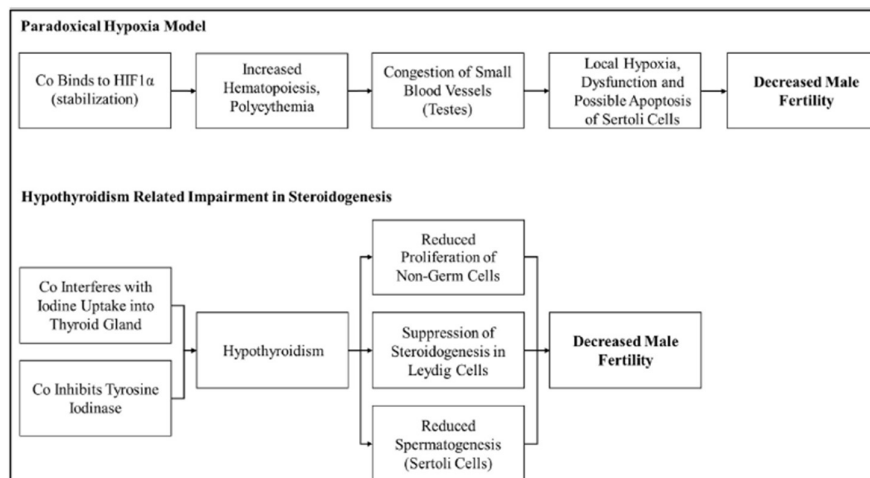 Paradoxical Hypoxia Model
Co Binds to HIF1α
(stabilization)
Increased
Hematopoiesis,
Polycythemia
Congestion of Small
Blood Vessels
(Testes)
Local Hypoxia,
Dysfunction and
Possible Apoptosis
of Sertoli Cells
Decreased Male
Fertility
Hypothyroidism Related Impairment in Steroidogenesis
Co Interferes with
Iodine Uptake into
Thyroid Gland
Co Inhibits Tyrosine
Iodinase
Hypothyroidism
Reduced
Proliferation of
Non-Germ Cells
Suppression of
Steroidogenesis in
Leydig Cells
Reduced
Spermatogenesis
(Sertoli Cells)
Decreased Male
Fertility